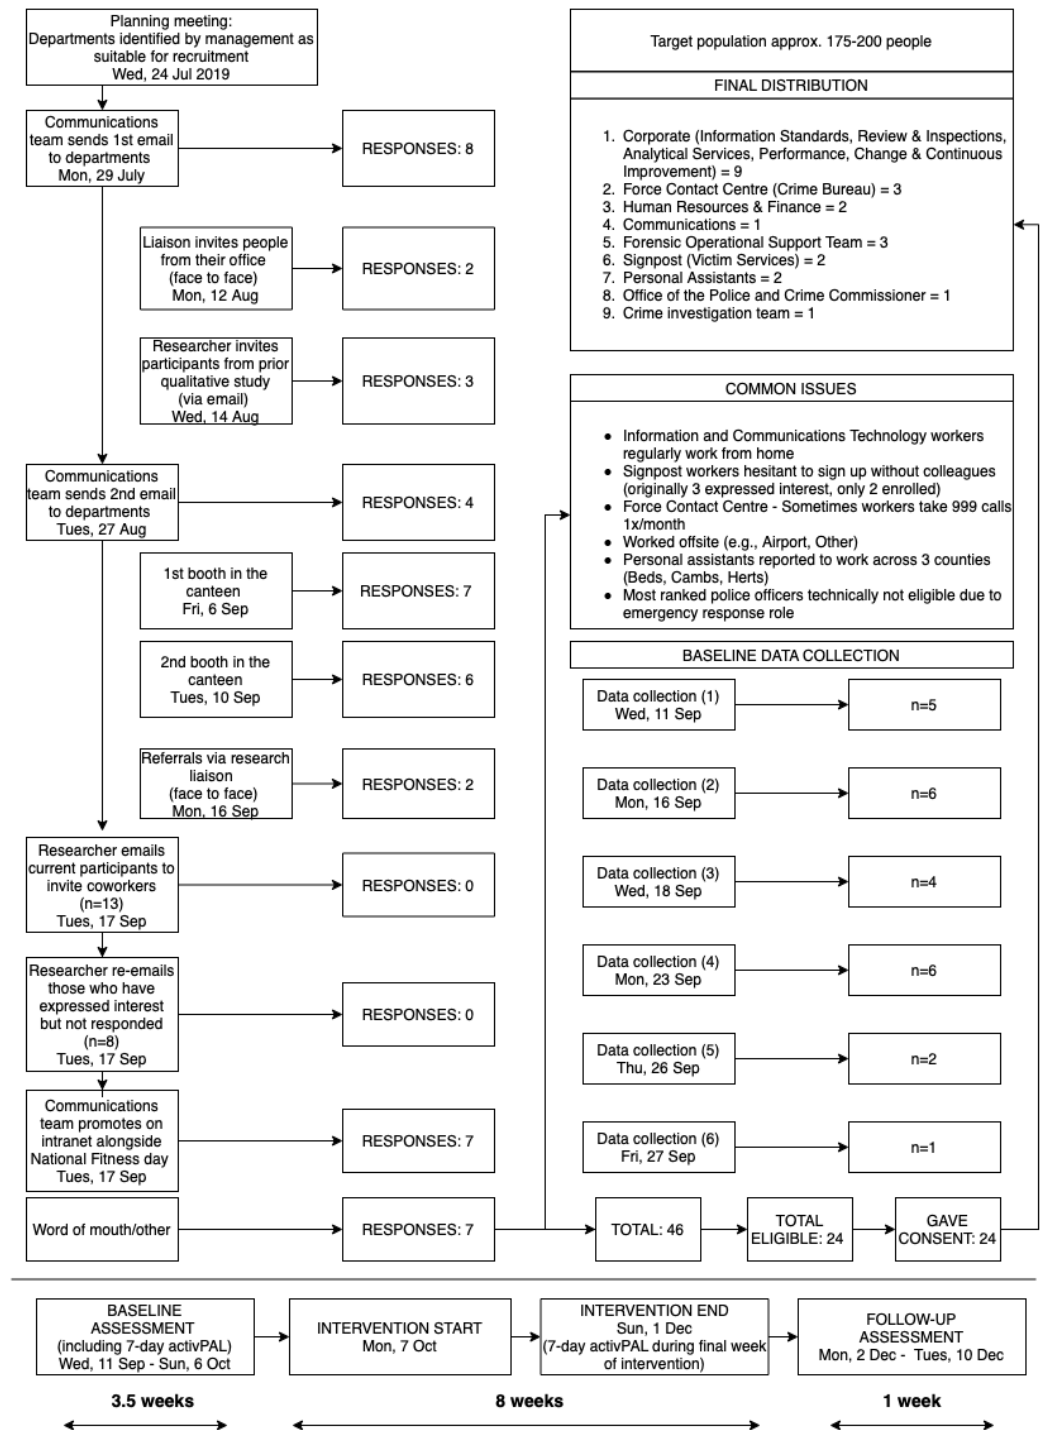 Planning meeting:
Departments identified by management as
suitable for recruitment
Wed, 24 Jul 2019
Communications
team sends 1st email
to departments
Mon, 29 July
RESPONSES: 8
Liaison invites people
from their office
(face to face)
Mon, 12 Aug
RESPONSES: 2
Researcher invites
participants from prior
qualitative study
(via email)
Wed, 14 Aug
RESPONSES: 3
Communications
team sends 2nd email
to departments
Tues, 27 Aug
RESPONSES: 4
1st booth in the
canteen
Fri, 6 Sep
RESPONSES: 7
2nd booth in the
canteen
Tues, 10 Sep
RESPONSES: 6
Referrals via research
liaison
(face to face)
Mon, 16 Sep
RESPONSES: 2
Researcher emails
current participants to
invite coworkers
(n=13)
Tues, 17 Sep
RESPONSES: 0
Researcher re-emails
those who have
expressed interest
but not responded
(n=8)
Tues, 17 Sep
RESPONSES: 0
Communications
team promotes on
intranet alongside
National Fitness day
Tues, 17 Sep
RESPONSES: 7
Word of mouth/other
RESPONSES: 7
Target population approx. 175-200 people
FINAL DISTRIBUTION
1. Corporate (Information Standards, Review & Inspections,
Analytical Services, Performance, Change & Continuous
Improvement) = 9
2. Force Contact Centre (Crime Bureau) = 3
3. Human Resources & Finance = 2
4. Communications = 1
5. Forensic Operational Support Team = 3
6. Signpost (Victim Services) = 2
7. Personal Assistants = 2
8. Office of the Police and Crime Commissioner = 1
9. Crime investigation team = 1
COMMON ISSUES
● Information and Communications Technology workers
regularly work from home
● Signpost workers hesitant to sign up without colleagues
(originally 3 expressed interest, only 2 enrolled)
● Force Contact Centre - Sometimes workers take 999 calls
1x/month
● Worked offsite (e.g., Airport, Other)
● Personal assistants reported to work across 3 counties
(Beds, Cambs, Herts)
● Most ranked police officers technically not eligible due to
emergency response role
BASELINE DATA COLLECTION
Data collection (1)
Wed, 11 Sep
n=5
Data collection (2)
Mon, 16 Sep
n=6
Data collection (3)
Wed, 18 Sep
n=4
Data collection (4)
Mon, 23 Sep
n=6
Data collection (5)
Thu, 26 Sep
n=2
Data collection (6)
Fri, 27 Sep
n=1
TOTAL: 46
TOTAL
ELIGIBLE: 24
GAVE
CONSENT: 24
BASELINE
ASSESSMENT
(including 7-day activPAL)
Wed, 11 Sep - Sun, 6 Oct
INTERVENTION START
Mon, 7 Oct
INTERVENTION END
Sun, 1 Dec
(7-day activPAL during final week
of intervention)
FOLLOW-UP
ASSESSMENT
Mon, 2 Dec - Tues, 10 Dec
3.5 weeks
8 weeks
1 week